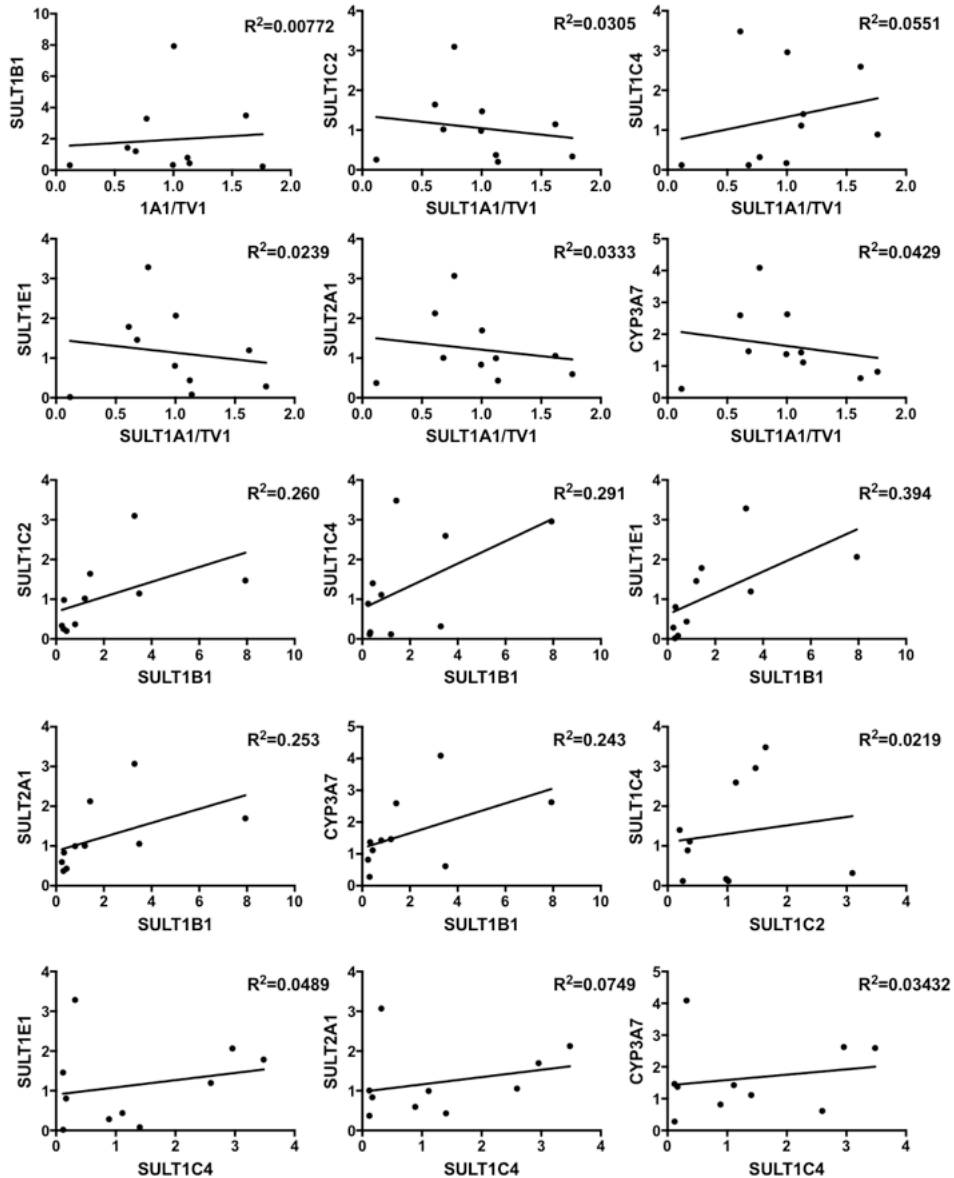 R²=0.00772
SULT1B1
10
8
6
4
2
0
0.0 0.5 1.0 1.5 2.0
1A1/TV1
R²=0.0305
SULT1C2
4
3
2
1
0
0.0 0.5 1.0 1.5 2.0
SULT1A1/TV1
R²=0.0551
SULT1C4
4
3
2
1
0
0.0 0.5 1.0 1.5 2.0
SULT1A1/TV1
R²=0.0239
SULT1E1
4
3
2
1
0
0.0 0.5 1.0 1.5 2.0
SULT1A1/TV1
R²=0.0333
SULT2A1
4
3
2
1
0
0.0 0.5 1.0 1.5 2.0
SULT1A1/TV1
R²=0.0429
CYP3A7
5
4
3
2
1
0
0.0 0.5 1.0 1.5 2.0
SULT1A1/TV1
R²=0.260
SULT1C2
4
3
2
1
0
0 2 4 6 8 10
SULT1B1
R²=0.291
SULT1C4
4
3
2
1
0
0 2 4 6 8 10
SULT1B1
R²=0.394
SULT1E1
4
3
2
1
0
0 2 4 6 8 10
SULT1B1
R²=0.253
SULT2A1
4
3
2
1
0
0 2 4 6 8 10
SULT1B1
R²=0.243
CYP3A7
5
4
3
2
1
0
0 2 4 6 8 10
SULT1B1
R²=0.0219
SULT1C4
4
3
2
1
0
0 1 2 3 4
SULT1C2
R²=0.0489
SULT1E1
4
3
2
1
0
0 1 2 3 4
SULT1C4
R²=0.0749
SULT2A1
4
3
2
1
0
0 1 2 3 4
SULT1C4
R²=0.03432
CYP3A7
5
4
3
2
1
0
0 1 2 3 4
SULT1C4